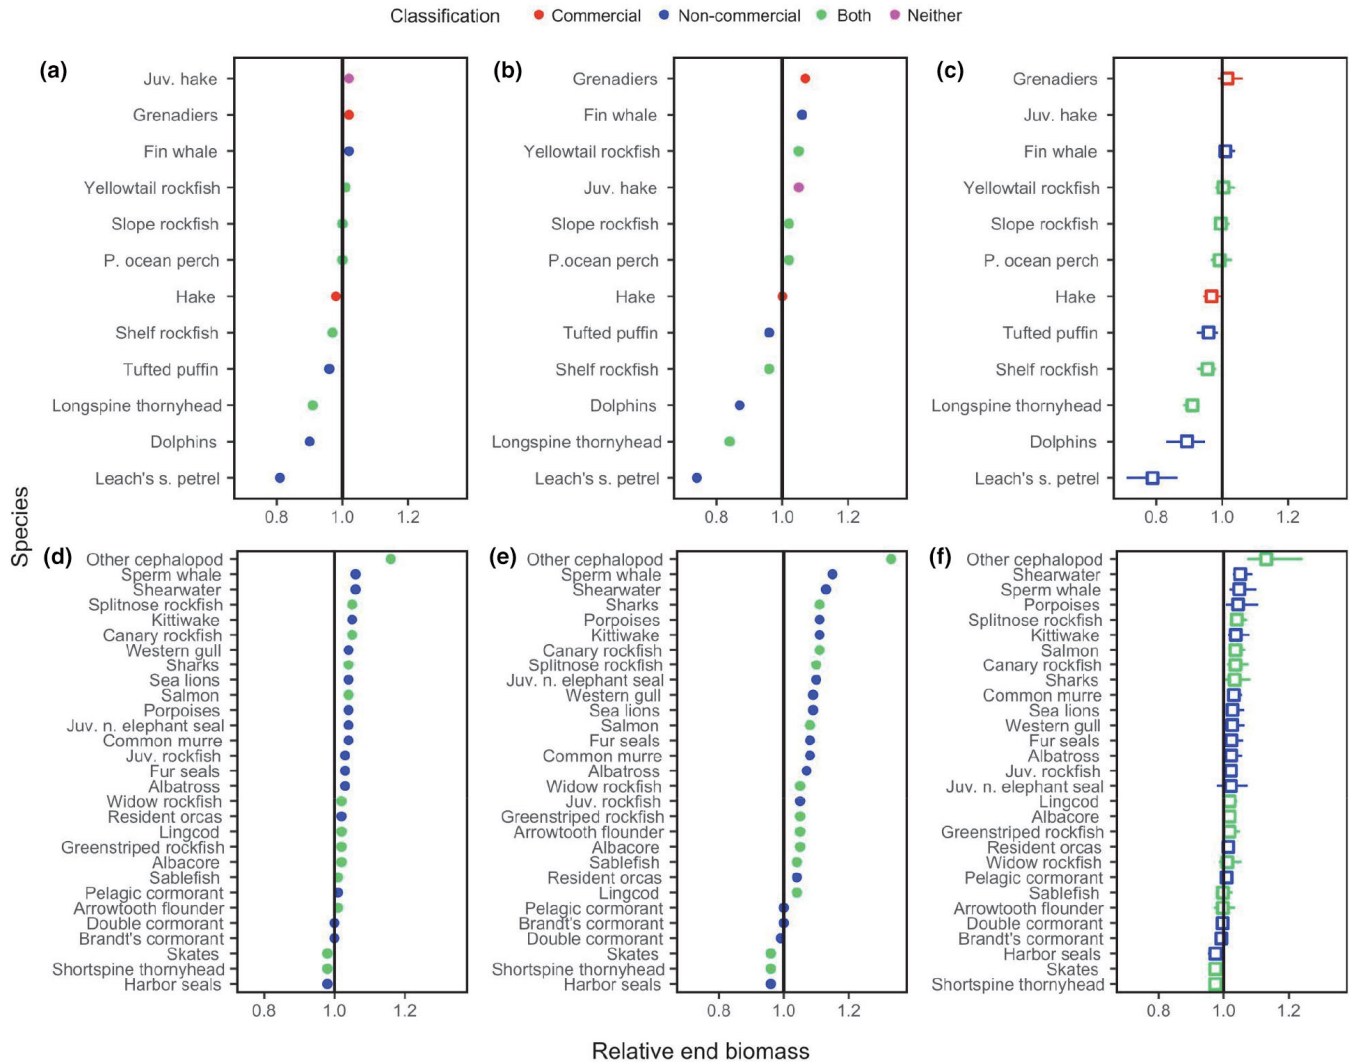 Classification Commercial Non-commercial Both Neither
(a)
Juv. hake
Grenadiers
Fin whale
Yellowtail rockfish
Slope rockfish
P. ocean perch
Hake
Shelf rockfish
Tufted puffin
Longspine thornyhead
Dolphins
Leach's s. petrel
0.8 1.0 1.2
(b)
Grenadiers
Fin whale
Yellowtail rockfish
Juv. hake
Slope rockfish
P.ocean perch
Hake
Tufted puffin
Shelf rockfish
Dolphins
Longspine thornyhead
Leach's s. petrel
0.8 1.0 1.2
(c)
Grenadiers
Juv. hake
Fin whale
Yellowtail rockfish
Slope rockfish
P. ocean perch
Hake
Tufted puffin
Shelf rockfish
Longspine thornyhead
Dolphins
Leach's s. petrel
0.8 1.0 1.2
Species
(d)
Other cephalopod
Sperm whale
Shearwater
Splitnose rockfish
Kittiwake
Canary rockfish
Western gull
Sharks
Sea lions
Salmon
Porpoises
Juv. n. elephant seal
Common murre
Juv. rockfish
Fur seals
Albatross
Widow rockfish
Resident orcas
Lingcod
Greenstriped rockfish
Albacore
Sablefish
Pelagic cormorant
Arrowtooth flounder
Double cormorant
Brandt's cormorant
Skates
Shortspine thornyhead
Harbor seals
0.8 1.0 1.2
(e)
Other cephalopod
Sperm whale
Shearwater
Sharks
Porpoises
Kittiwake
Canary rockfish
Splitnose rockfish
Juv. n. elephant seal
Western gull
Sea lions
Salmon
Fur seals
Common murre
Albatross
Widow rockfish
Juv. rockfish
Greenstriped rockfish
Arrowtooth flounder
Albacore
Sablefish
Resident orcas
Lingcod
Pelagic cormorant
Brandt's cormorant
Double cormorant
Skates
Shortspine thornyhead
Harbor seals
0.8 1.0 1.2
(f)
Other cephalopod
Shearwater
Sperm whale
Porpoises
Splitnose rockfish
Kittiwake
Salmon
Canary rockfish
Sharks
Common murre
Sea lions
Western gull
Fur seals
Albatross
Juv. rockfish
Juv. n. elephant seal
Lingcod
Albacore
Greenstriped rockfish
Resident orcas
Widow rockfish
Pelagic cormorant
Sablefish
Arrowtooth flounder
Double cormorant
Brandt's cormorant
Harbor seals
Skates
Shortspine thornyhead
0.8 1.0 1.2
Relative end biomass